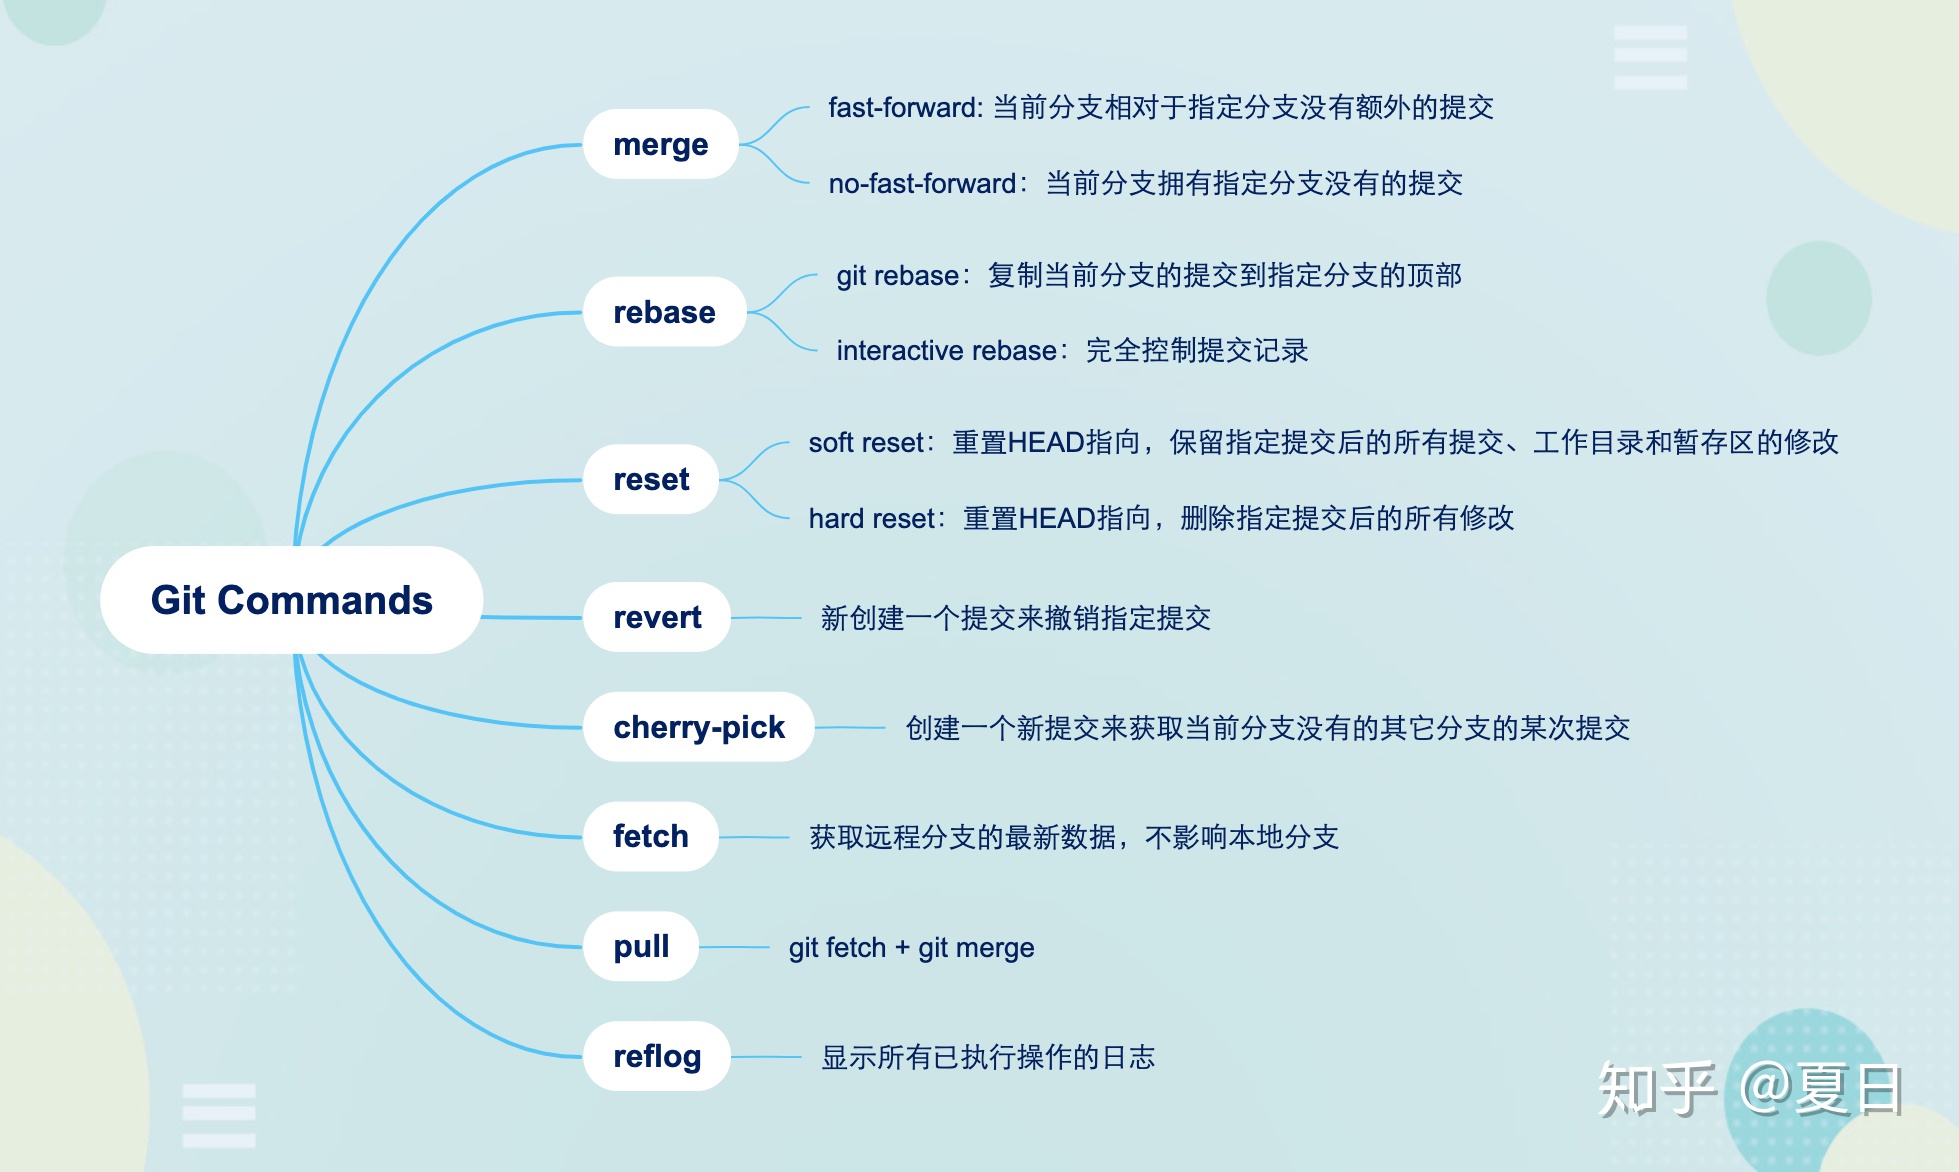 Git Commands
merge
fast-forward: 当前分支相对于指定分支没有额外的提交
no-fast-forward：当前分支拥有指定分支没有的提交
rebase
git rebase：复制当前分支的提交到指定分支的顶部
interactive rebase：完全控制提交记录
reset
soft reset：重置HEAD指向，保留指定提交后的所有提交、工作目录和暂存区的修改
hard reset：重置HEAD指向，删除指定提交后的所有修改
revert
新创建一个提交来撤销指定提交
cherry-pick
创建一个新提交来获取当前分支没有的其它分支的某次提交
fetch
获取远程分支的最新数据，不影响本地分支
pull
git fetch + git merge
reflog
显示所有已执行操作的日志
知乎 @夏日